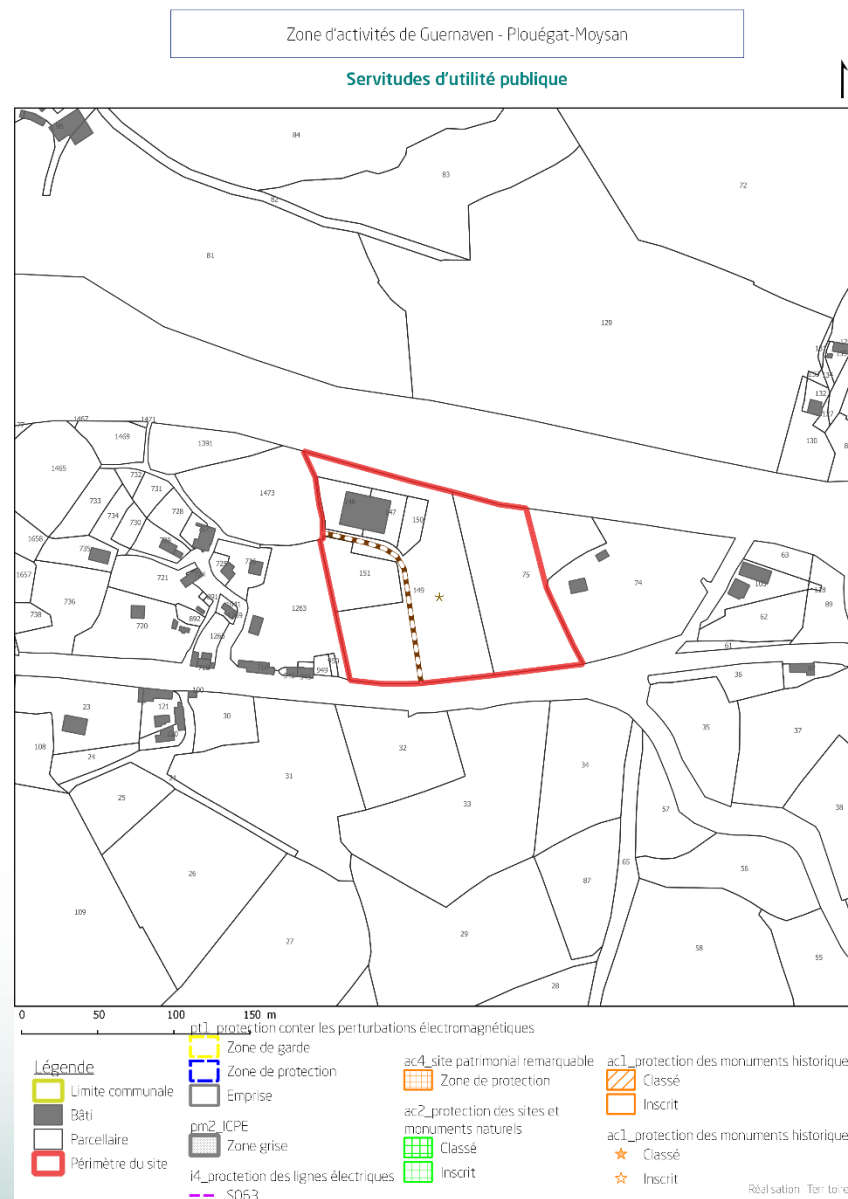 Zone d'activités de Guernaven - Plouégat-Moysan
Servitudes d'utilité publique
96
84
83
82
72
81
129
132
130
1467
1471
1469
1391
1465
732
731
733
728
734
730
1473
147
150
1658
735
721
1657
736
151
149
75
74
63
62
89
738
720
892
1263
61
949
36
23
121
100
30
108
24
32
35
37
31
34
33
25
57
38
26
65
56
87
109
29
27
58
55
28
0 50 100 150 m
pt1_protection conter les perturbations électromagnétiques
Zone de garde
Zone de protection
Emprise
pm2_ICPE
Zone grise
i4_proctetion des lignes électriques
S063
Légende
Limite communale
Bâti
Parcellaire
Périmètre du site
ac4_site patrimonial remarquable
Zone de protection
ac2_protection des sites et
monuments naturels
Classé
Inscrit
ac1_protection des monuments historique
Classé
Inscrit
ac1_protection des monuments historique
Classé
Inscrit